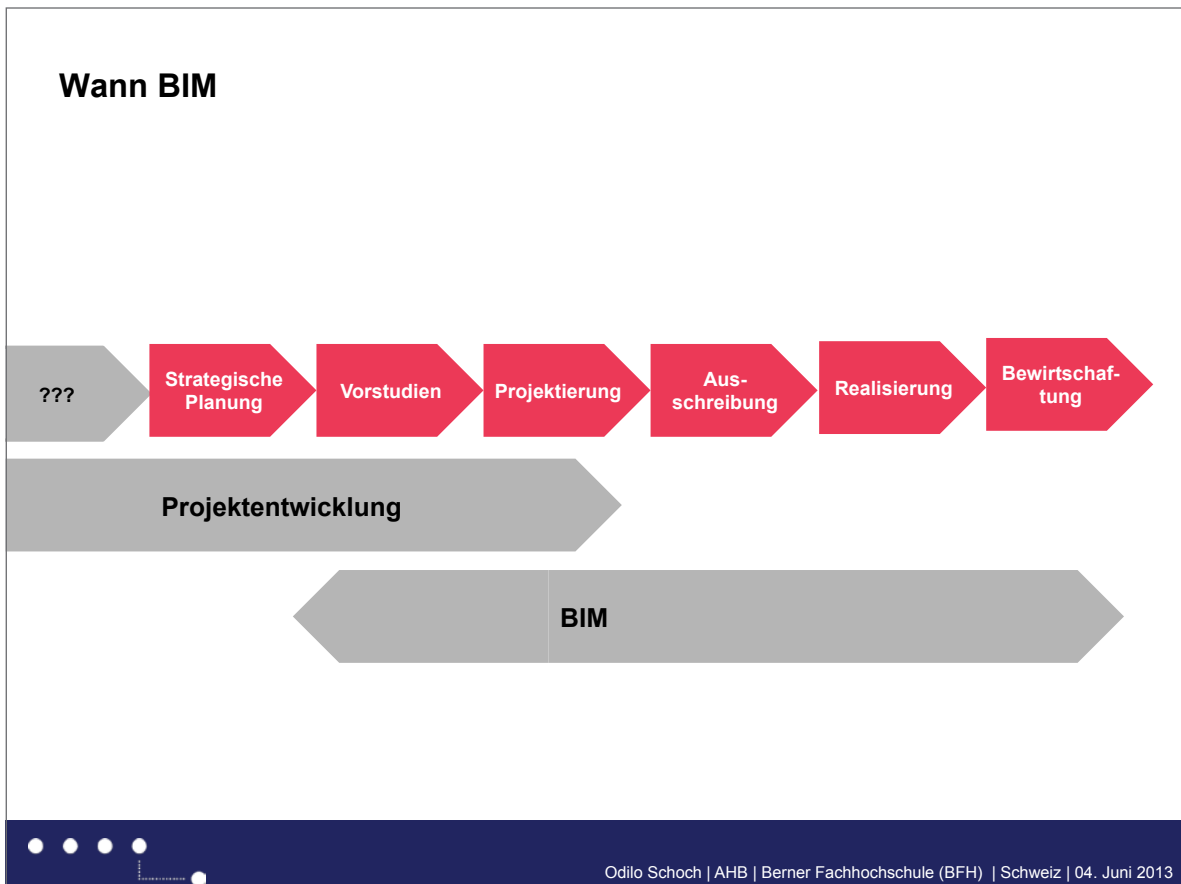 Wann BIM
???
Strategische
Planung
Vorstudien
Projektierung
Aus-
schreibung
Realisierung
Bewirtschaf-
tung
Projektentwicklung
BIM
Odilo Schoch | AHB | Berner Fachhochschule (BFH) | Schweiz | 04. Juni 2013